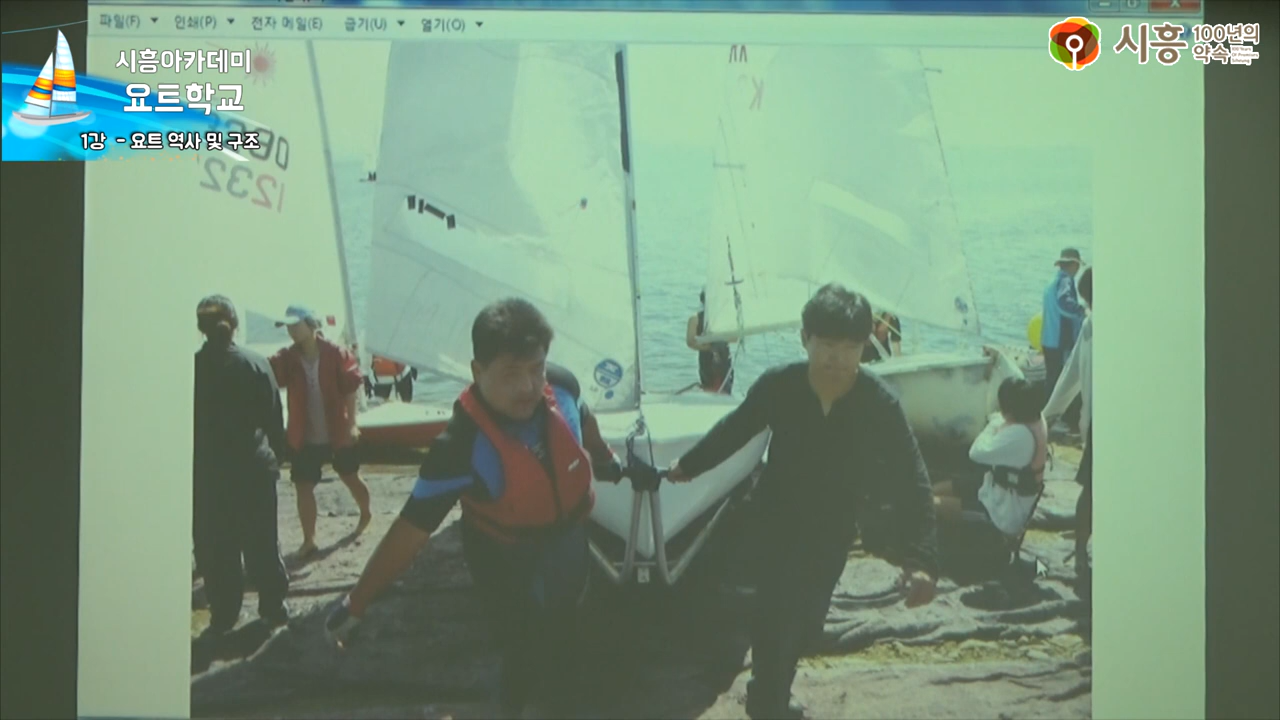 파일(F) 인쇄(P) 전자 메일(E) 굽기(U) 열기(O)
시흥아카데미
요트학교
1강 - 요트 역사 및 구조
시흥 100년의
약속
K
1232